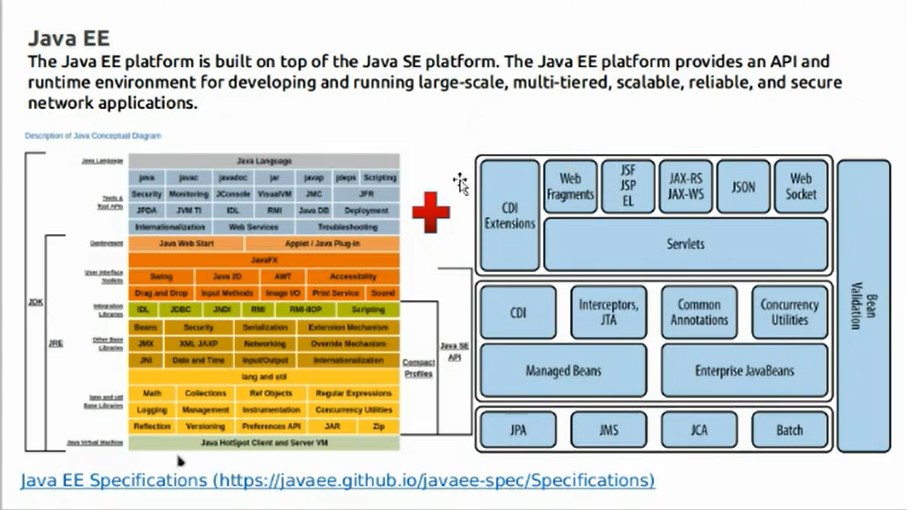 Java EE
The Java EE platform is built on top of the Java SE platform. The Java EE platform provides an API and
runtime environment for developing and running large-scale, multi-tiered, scalable, reliable, and secure
network applications.
Description of Java Conceptual Diagram
Java Language
Java Language
java javac javadoc jar javap jdeps Scripting
Tools &
Tool APIs
Security Monitoring JConsole VisualVM JMC JFR
JPDA JVM TI IDL RMI Java DB Deployment
Internationalization Web Services Troubleshooting
Deployment
Java Web Start Applet / Java Plug-in
JavaFX
User Interface
Toolkits
Swing Java 2D AWT Accessibility
Drag and Drop Input Methods Image I/O Print Service Sound
Integration
Libraries
IDL JDBC JNDI RMI RMI-IIOP Scripting
Other Base
Libraries
Beans Security Serialization Extension Mechanism
JMX XML JAXP Networking Override Mechanism
JNI Date and Time Input/Output Internationalization
lang and util
lang and util
Base Libraries
Math Collections Ref Objects Regular Expressions
Logging Management Instrumentation Concurrency Utilities
Reflection Versioning Preferences API JAR Zip
Java Virtual Machine
Java HotSpot Client and Server VM
JDK
JRE
Compact
Profiles
Java SE
API
CDI
Extensions
Web
Fragments
JSF
JSP
EL
JAX-RS
JAX-WS
JSON
Web
Socket
Servlets
CDI
Interceptors,
JTA
Common
Annotations
Concurrency
Utilities
Managed Beans
Enterprise JavaBeans
JPA
JMS
JCA
Batch
Bean
Validation
Java EE Specifications (https://javaee.github.io/javaee-spec/Specifications)